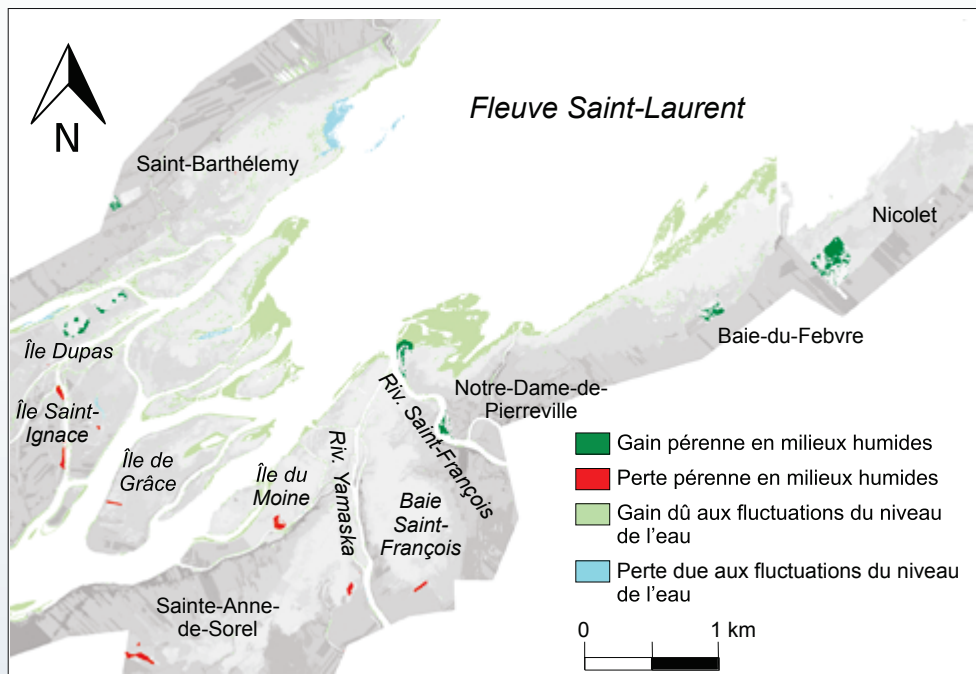 N
Fleuve Saint-Laurent
Saint-Barthélemy
Nicolet
Île Dupas
Baie-du-Febvre
Île Saint-
Ignace
Notre-Dame-de-
Pierreville
Riv. Saint-François
Île de
Grâce
Île du
Moine
Riv. Yamaska
Baie
Saint-
François
Sainte-Anne-
de-Sorel
Gain pérenne en milieux humides
Perte pérenne en milieux humides
Gain dû aux fluctuations du niveau
de l'eau
Perte due aux fluctuations du niveau
de l'eau
0 1 km